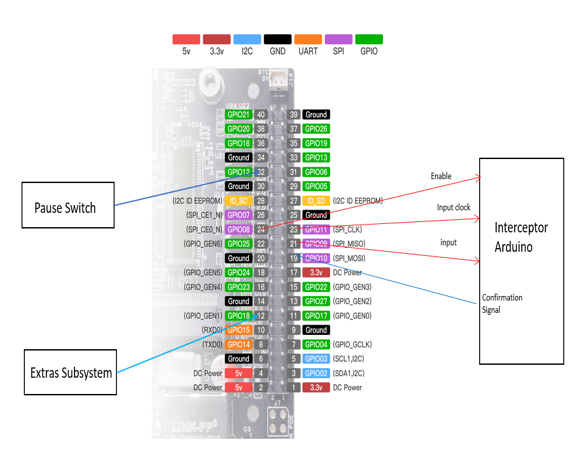 5v 3.3v I2C GND UART SPI GPIO
GPIO21 40 39 Ground
GPIO20 38 37 GPIO26
GPIO16 36 35 GPIO19
Ground 34 33 GPIO13
GPIO12 32 31 GPIO06
Ground 30 29 GPIO05
(I2C ID EEPROM) ID_SC 28 27 ID_SD (I2C ID EEPROM)
(SPI_CE1_N) GPIO07 26 25 Ground
(SPI_CE0_N) GPIO08 24 23 GPIO11 (SPI_CLK)
(GPIO_GEN6) GPIO25 22 21 GPIO09 (SPI_MISO)
Ground 20 19 GPIO10 (SPI_MOSI)
(GPIO_GEN5) GPIO24 18 17 3.3v DC Power
(GPIO_GEN4) GPIO23 16 15 GPIO22 (GPIO_GEN3)
Ground 14 13 GPIO27 (GPIO_GEN2)
(GPIO_GEN1) GPIO18 12 11 GPIO17 (GPIO_GEN0)
(RXD0) GPIO15 10 9 Ground
(TXD0) GPIO14 8 7 GPIO04 (GPIO_GCLK)
Ground 6 5 GPIO03 (SCL1,I2C)
DC Power 5v 4 3 GPIO02 (SDA1,I2C)
DC Power 5v 2 1 3.3v DC Power
J7
Pause Switch
Extras Subsystem
Enable
Input clock
input
Confirmation
Signal
Interceptor
Arduino